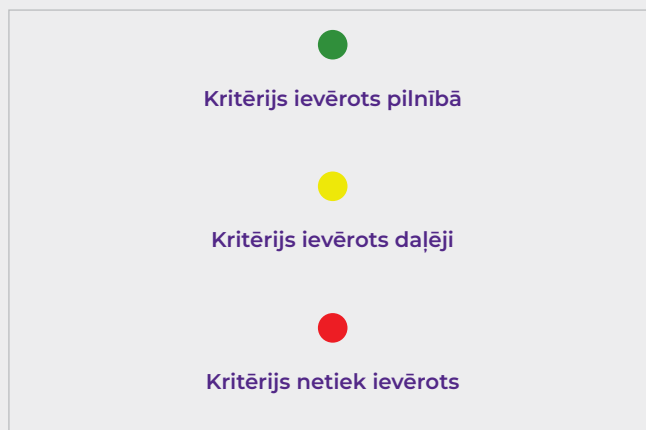 Kritērijs ievērots pilnībā
Kritērijs ievērots daļēji
Kritērijs netiek ievērots